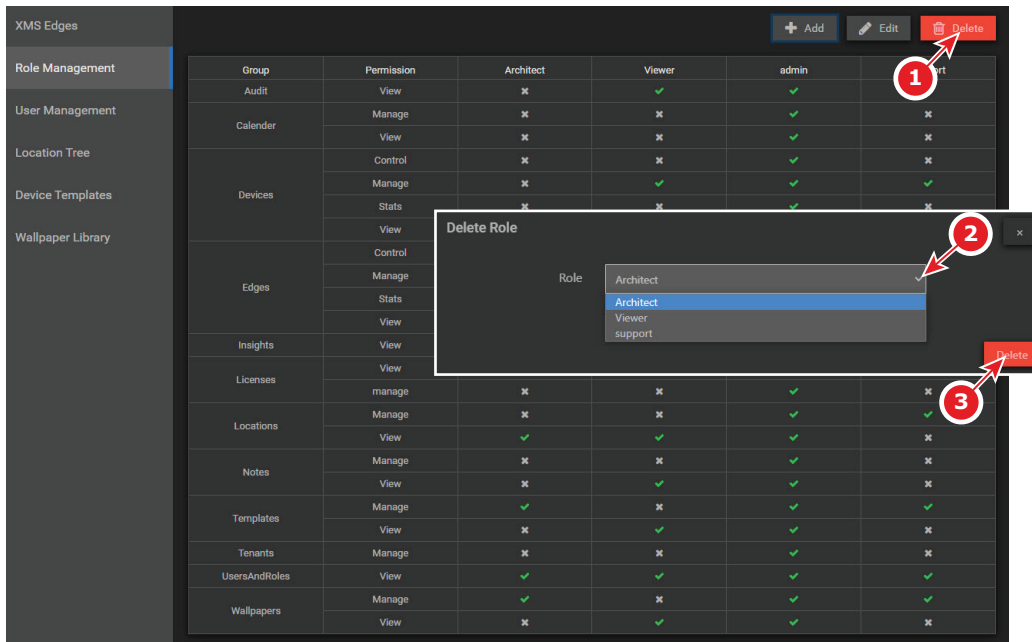 XMS Edges
Role Management
User Management
Location Tree
Device Templates
Wallpaper Library
Add Edit Delete
1
Group Permission Architect Viewer admin
Audit View
Calender Manage
View
Devices Control
Manage
Stats
View
Edges Control
Manage
Stats
View
Insights View
Licenses View
manage
Locations Manage
View
Notes Manage
View
Templates Manage
View
Tenants Manage
UsersAndRoles View
Wallpapers Manage
View
Delete Role
2
Role Architect
Architect
Viewer
support
Delete
3